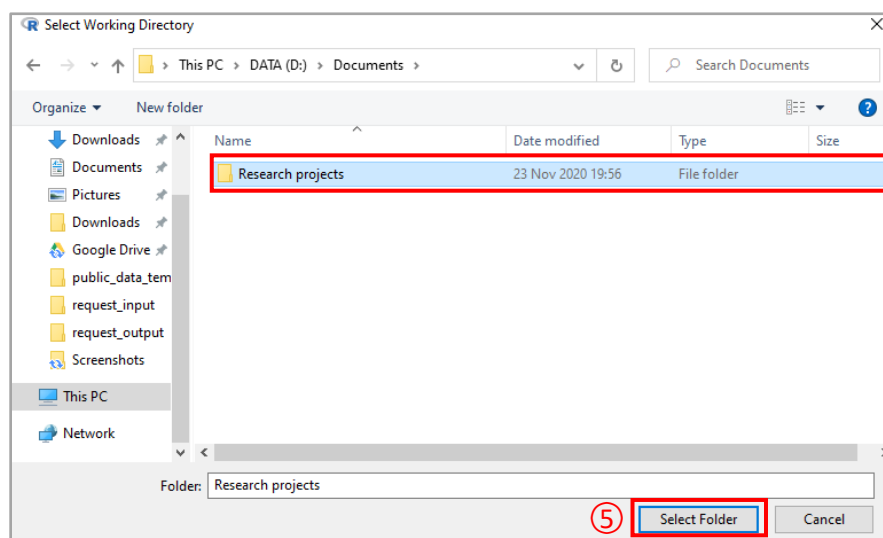 Select Working Directory
This PC > DATA (D:) > Documents >
Search Documents
Organize
New folder
Name
Date modified
Type
Size
Downloads
Documents
Pictures
Downloads
Google Drive
public_data_tem
request_input
request_output
Screenshots
This PC
Network
Research projects
23 Nov 2020 19:56
File folder
Folder:
Research projects
⑤
Select Folder
Cancel